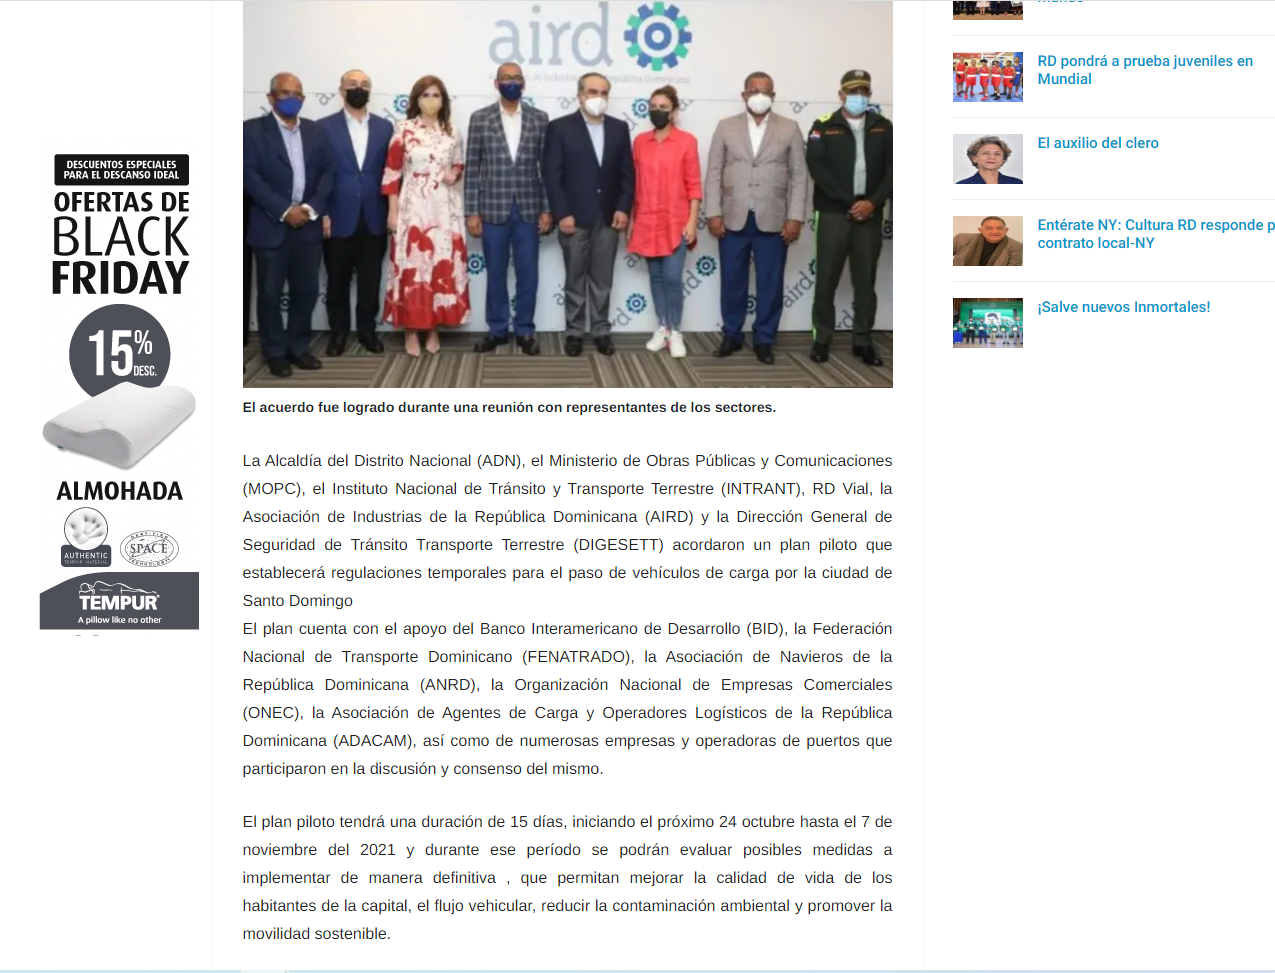 aird
DESCUENTOS ESPECIALES
PARA EL DESCANSO IDEAL
OFERTAS DE
BLACK
FRIDAY
15%
DESC.
ALMOHADA
AUTHENTIC
TEMPUR MATERIAL
CERTIFIED
SPACE
TECHNOLOGY
TEMPUR
A pillow like no other
El acuerdo fue logrado durante una reunión con representantes de los sectores.
La Alcaldía del Distrito Nacional (ADN), el Ministerio de Obras Públicas y Comunicaciones
(MOPC), el Instituto Nacional de Tránsito y Transporte Terrestre (INTRANT), RD Vial, la
Asociación de Industrias de la República Dominicana (AIRD) y la Dirección General de
Seguridad de Tránsito Transporte Terrestre (DIGESETT) acordaron un plan piloto que
establecerá regulaciones temporales para el paso de vehículos de carga por la ciudad de
Santo Domingo
El plan cuenta con el apoyo del Banco Interamericano de Desarrollo (BID), la Federación
Nacional de Transporte Dominicano (FENATRADO), la Asociación de Navieros de la
República Dominicana (ANRD), la Organización Nacional de Empresas Comerciales
(ONEC), la Asociación de Agentes de Carga y Operadores Logísticos de la República
Dominicana (ADACAM), así como de numerosas empresas y operadoras de puertos que
participaron en la discusión y consenso del mismo.
El plan piloto tendrá una duración de 15 días, iniciando el próximo 24 octubre hasta el 7 de
noviembre del 2021 y durante ese período se podrán evaluar posibles medidas a
implementar de manera definitiva , que permitan mejorar la calidad de vida de los
habitantes de la capital, el flujo vehicular, reducir la contaminación ambiental y promover la
movilidad sostenible.
RD pondrá a prueba juveniles en
Mundial
El auxilio del clero
Entérate NY: Cultura RD responde p
contrato local-NY
¡Salve nuevos Inmortales!